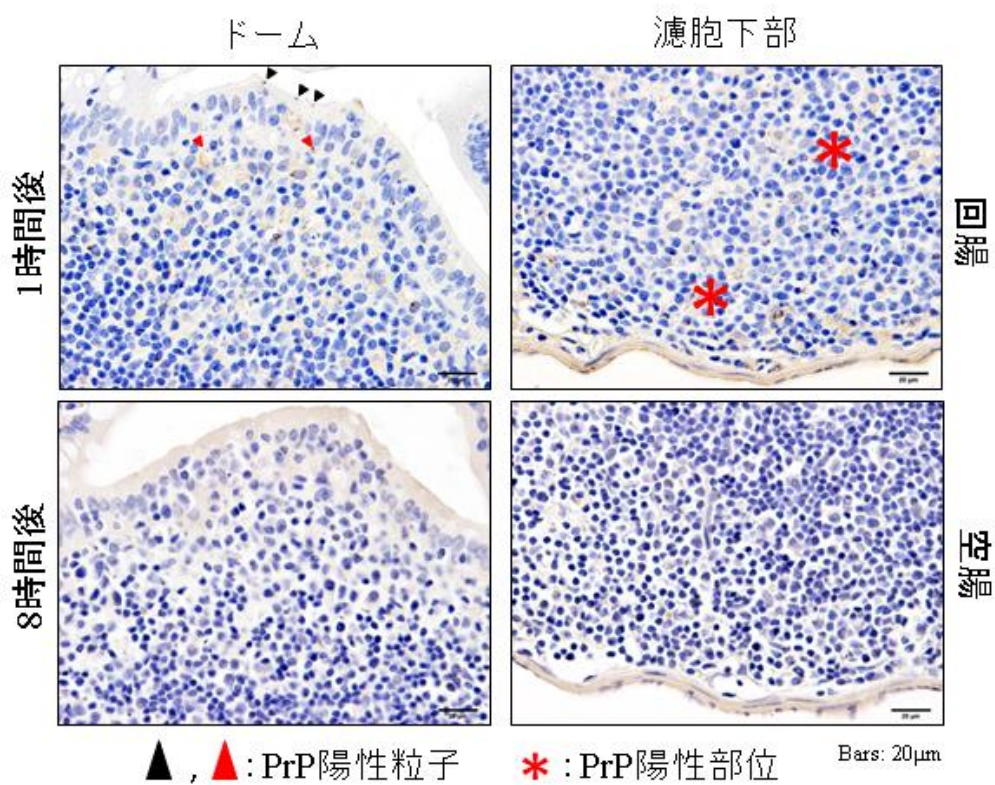 ドーム
濾胞下部
1時間後
回腸
8時間後
空腸
▲ , ▲ : PrP陽性粒子
* : PrP陽性部位
Bars: 20μm